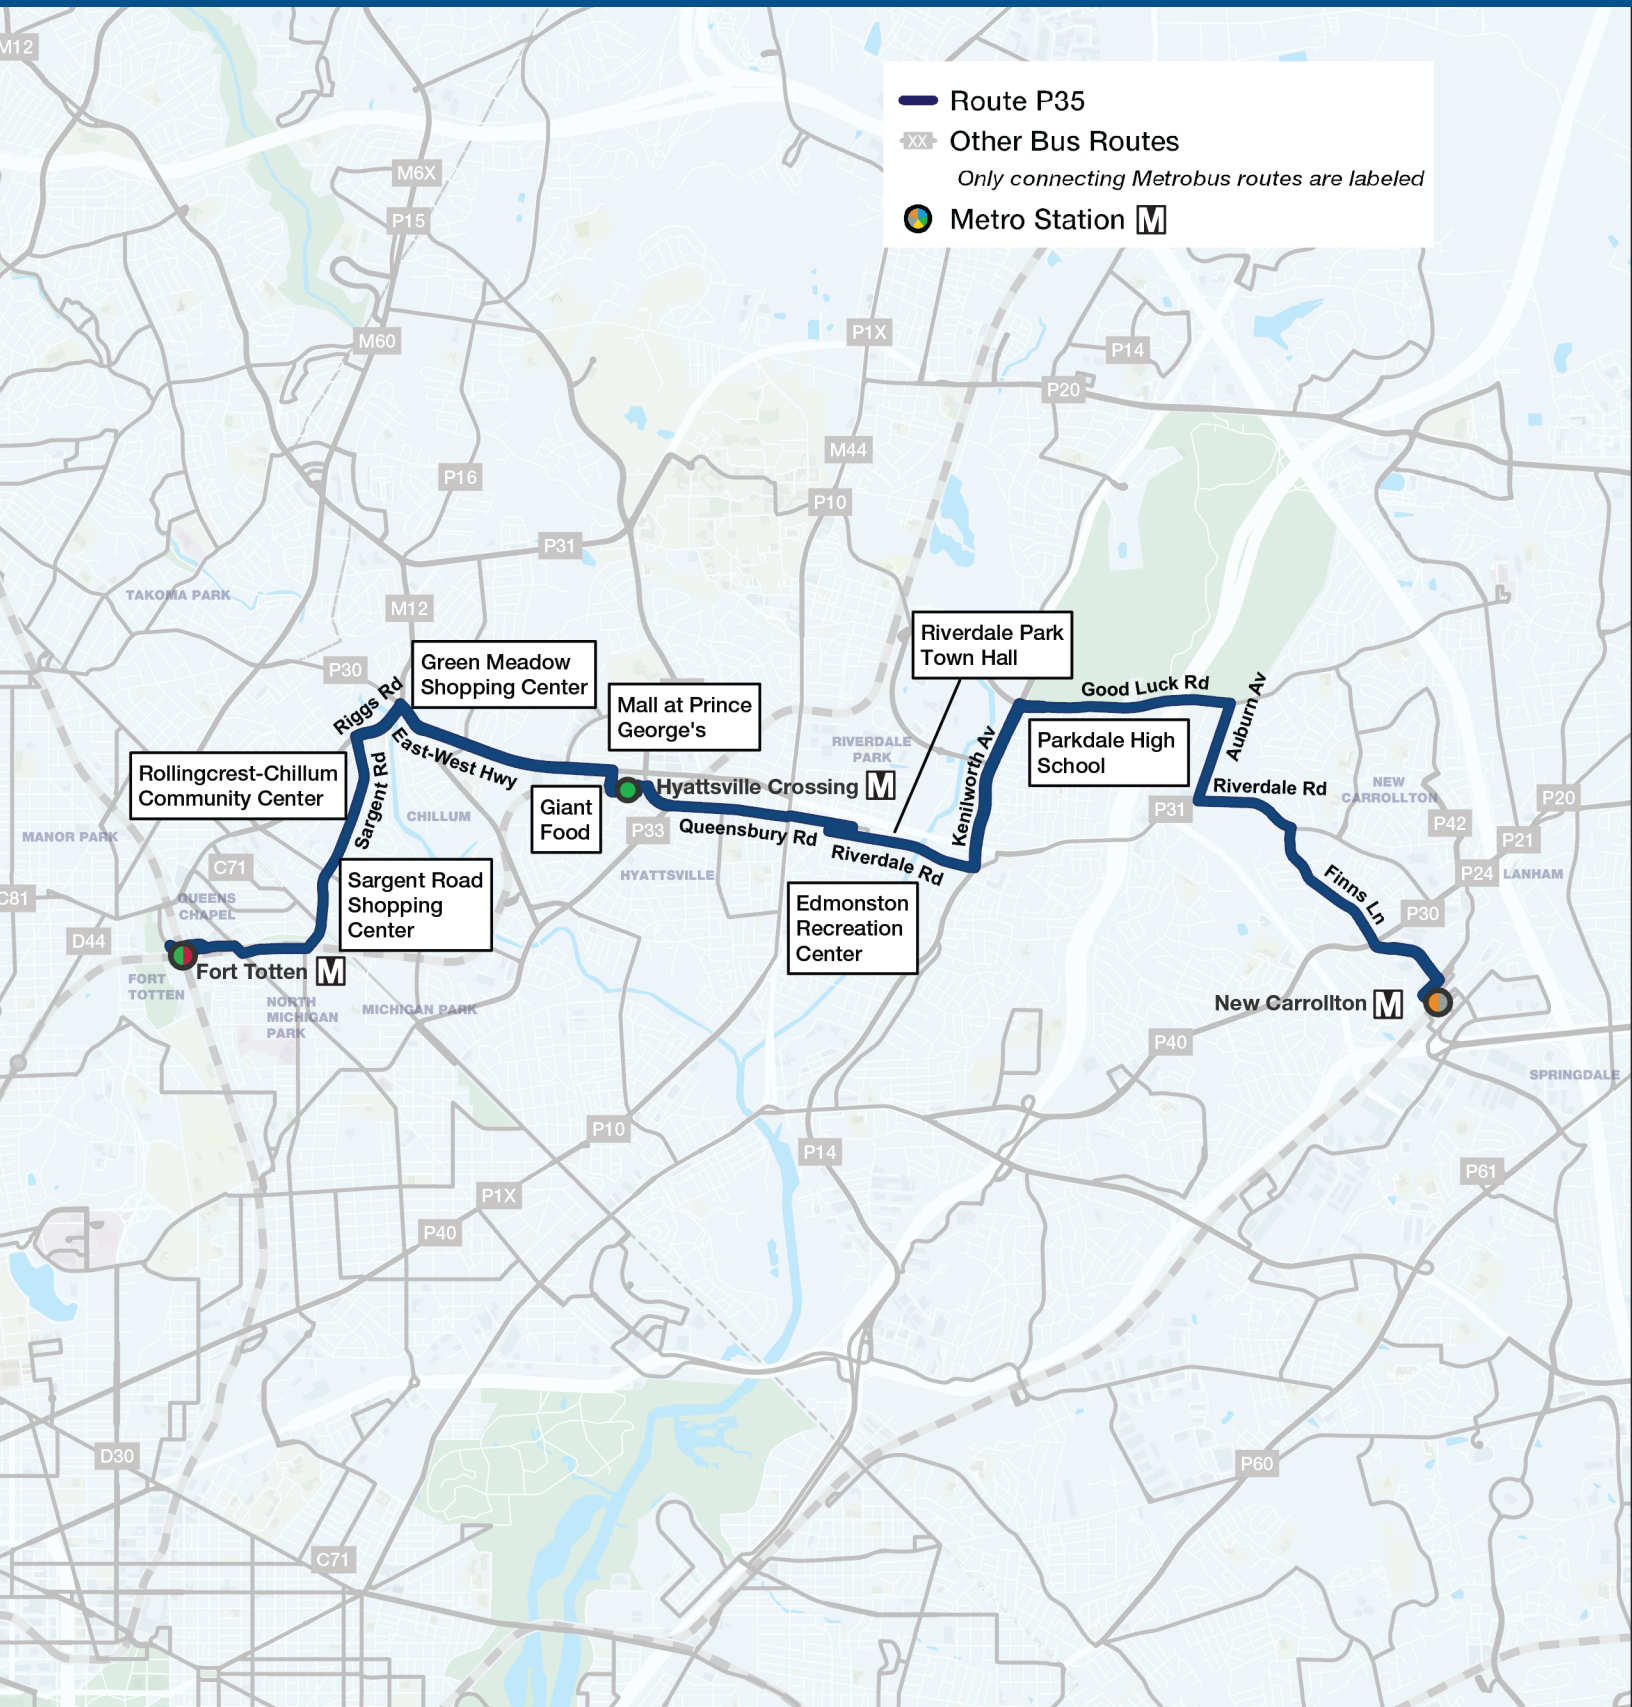 M12
Route P35
XX
Other Bus Routes
Only connecting Metrobus routes are labeled
Metro Station M
M6X
P15
M60
P1X
P14
P20
M44
P16
P10
P31
TAKOMA PARK
M12
Riverdale Park
Town Hall
Green Meadow
Shopping Center
P30
Riggs Rd
Good Luck Rd
Auburn Av
Mall at Prince
George's
East-West Hwy
Kenilworth Av
RIVERDALE
PARK
Parkdale High
School
Rollingcrest-Chillum
Community Center
Sargent Rd
Hyattsville Crossing M
Riverdale Rd
NEW
CARROLLTON
P20
Giant
Food
CHILLUM
P33
Queensbury Rd
P31
P42
P21
MANOR PARK
Riverdale Rd
C71
HYATTSVILLE
P24
LANHAM
Sargent Road
Shopping
Center
Edmonston
Recreation
Center
Finns Ln
C81
QUEENS
CHAPEL
P30
D44
Fort Totten M
FORT
TOTTEN
NORTH
MICHIGAN
PARK
MICHIGAN PARK
New Carrollton M
P40
SPRINGDALE
P10
P14
P61
P1X
P40
D30
P60
C71